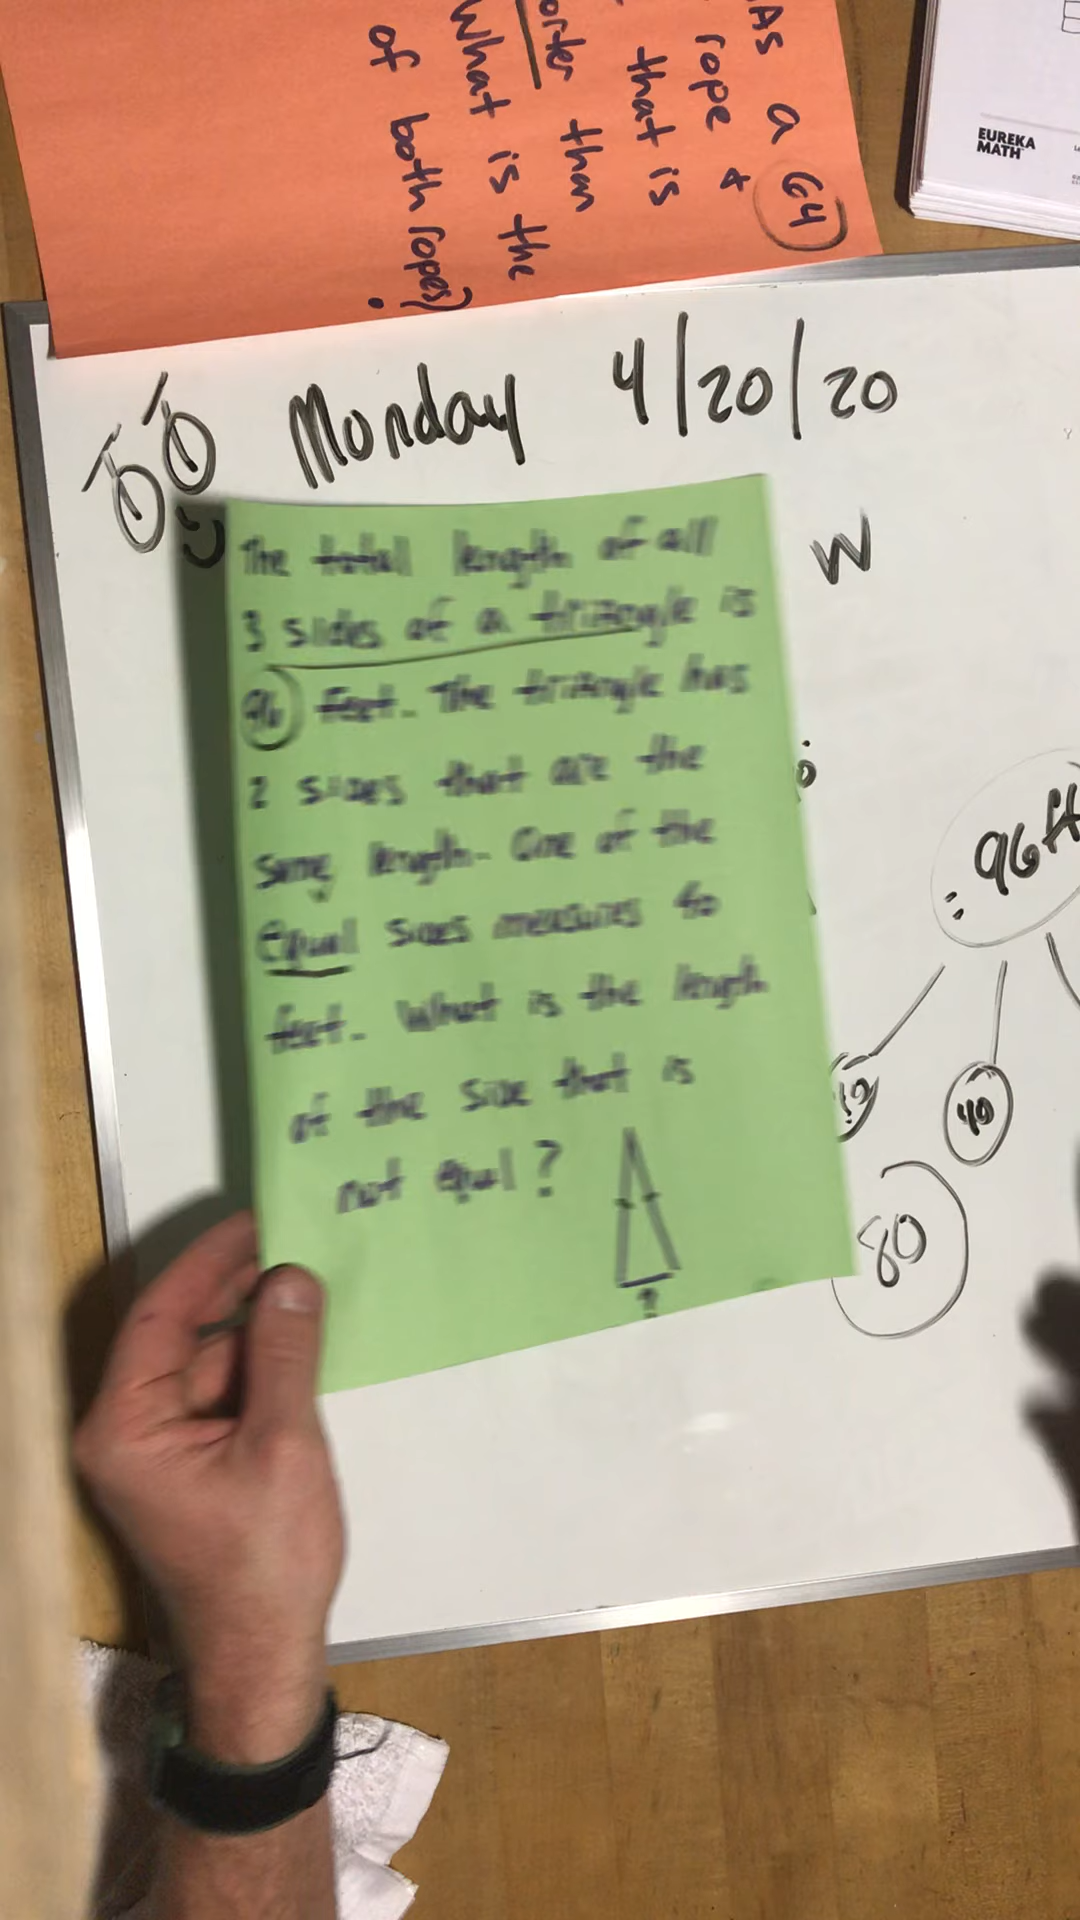 As a 64
rope &
that is
orter than
What is the
of both ropes?
EUREKA
MATH
Monday 4/20/20
The total length of all
3 sides of a triangle is
96 feet. The triangle has
2 sides that are the
same length. One of the
equal sides measures 40
feet. What is the length
of the side that is
not equal?
?
W
= 96 ft
40
80